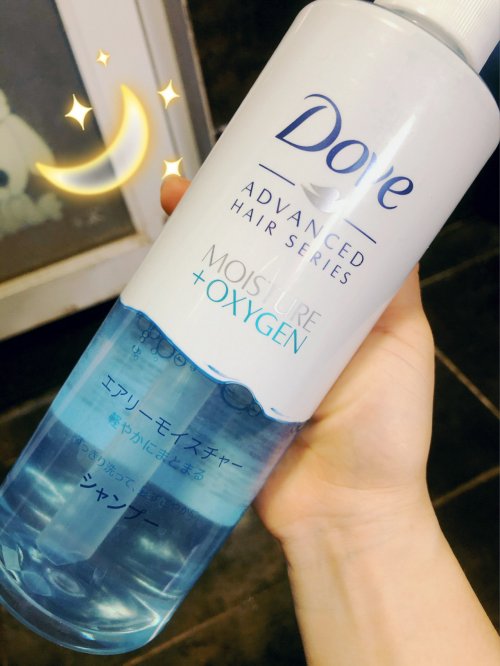 Dove
ADVANCED
HAIR SERIES
MOISTURE
+OXYGEN
エアリーモイスチャー
軽やかにまとまる
シャンプー